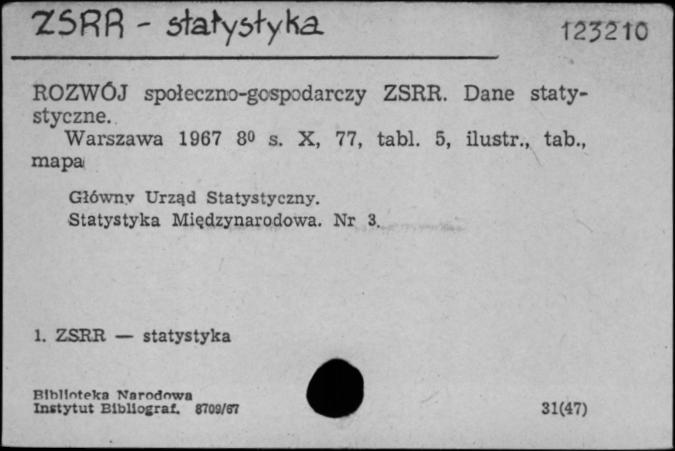 ZSRR - statystyka
123210
ROZWÓJ społeczno-gospodarczy ZSRR. Dane staty-
styczne.
Warszawa 1967 8⁰ s. X, 77, tabl. 5, ilustr., tab.,
mapa
Główny Urząd Statystyczny.
Statystyka Międzynarodowa. Nr 3.
1. ZSRR — statystyka
Biblioteka Narodowa
Instytut Bibliograf. 8709/67
31(47)